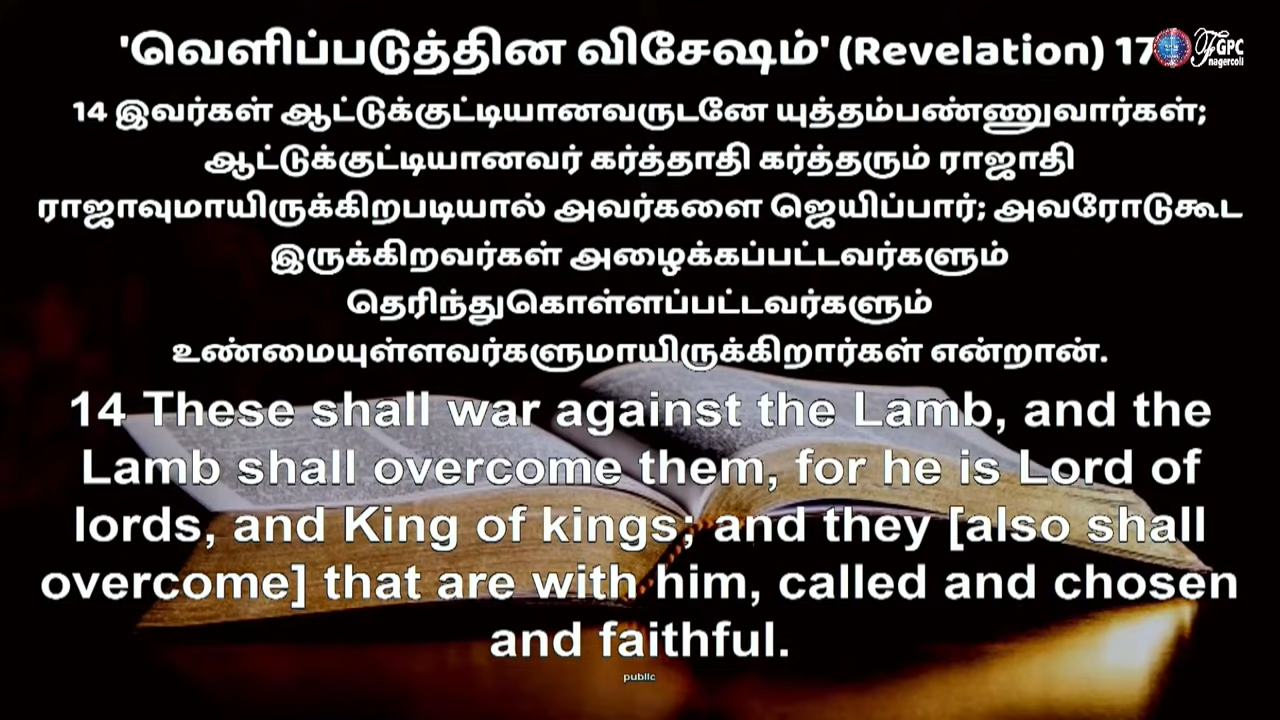 'வெளிப்படுத்தின விசேஷம்' (Revelation) 17
FGPC
nagercoil
14 இவர்கள் ஆட்டுக்குட்டியானவருடனே யுத்தம்பண்ணுவார்கள்;
ஆட்டுக்குட்டியானவர் கர்த்தாதி கர்த்தரும் ராஜாதி
ராஜாவுமாயிருக்கிறபடியால் அவர்களை ஜெயிப்பார்; அவரோடுகூட
இருக்கிறவர்கள் அழைக்கப்பட்டவர்களும்
தெரிந்துகொள்ளப்பட்டவர்களும்
உண்மையுள்ளவர்களுமாயிருக்கிறார்கள் என்றான்.
14 These shall war against the Lamb, and the
Lamb shall overcome them, for he is Lord of
lords, and King of kings; and they [also shall
overcome] that are with him, called and chosen
and faithful.
public